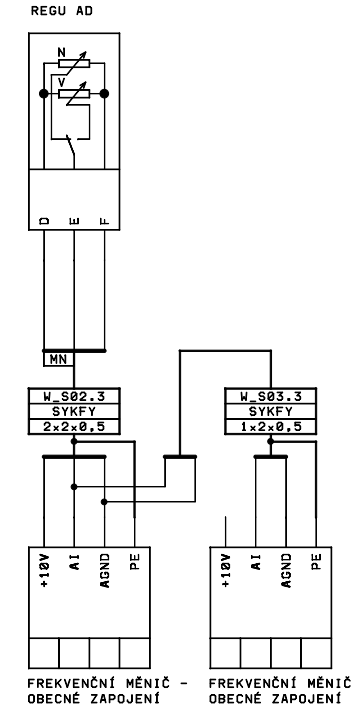 REGU AD
N
V
D E F
MN
W_S02.3
SYKFY
2x2x0,5
W_S03.3
SYKFY
1x2x0,5
+10V AI AGND PE
+10V AI AGND PE
FREKVENČNÍ MĚNIČ -
OBECNÉ ZAPOJENÍ
FREKVENČNÍ MĚNIČ
OBECNÉ ZAPOJENÍ